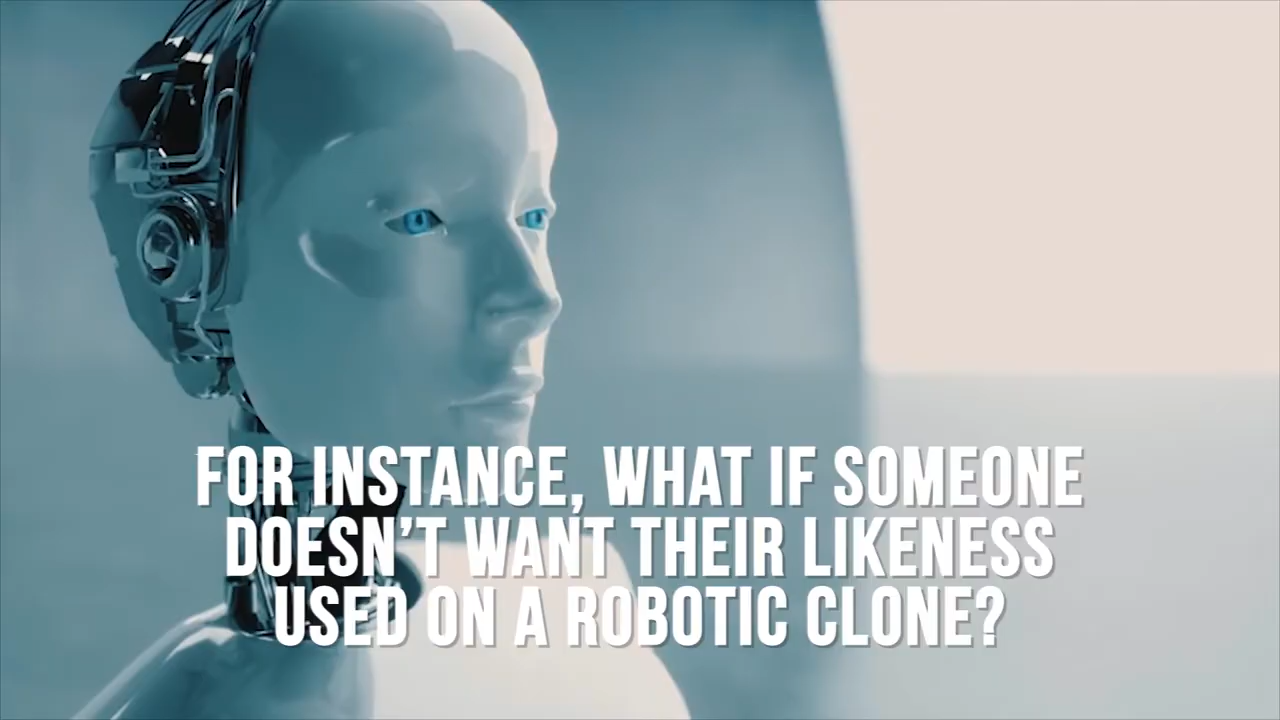 FOR INSTANCE, WHAT IF SOMEONE
DOESN'T WANT THEIR LIKENESS
USED ON A ROBOTIC CLONE?